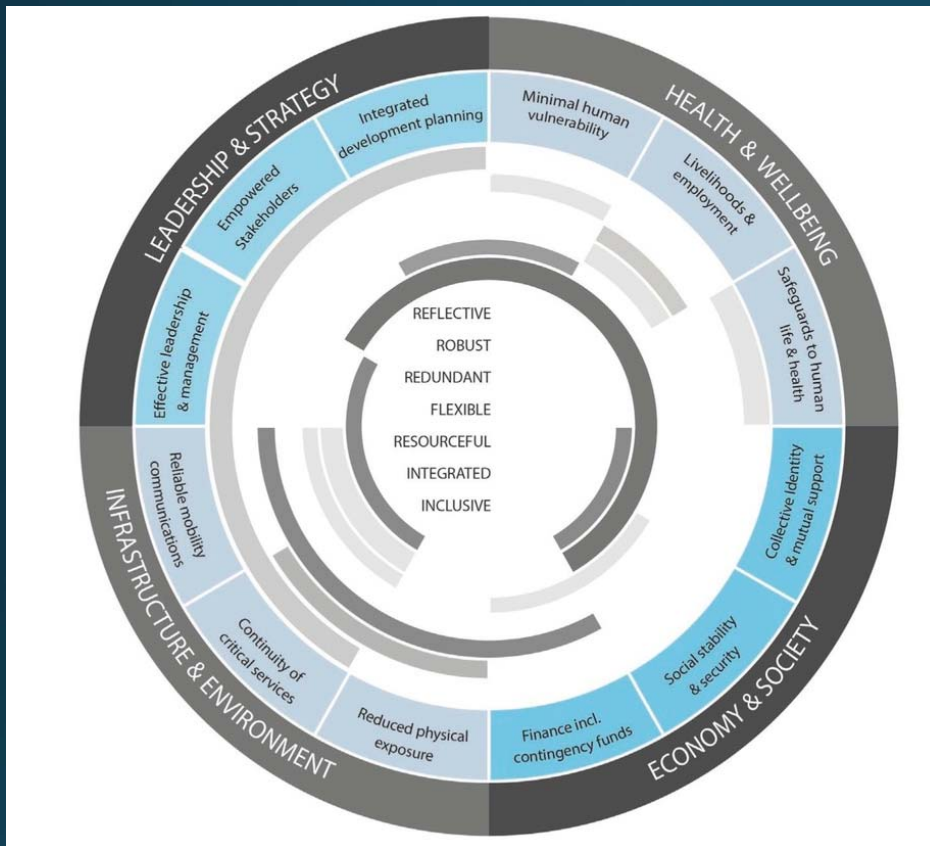 LEADERSHIP & STRATEGY
HEALTH & WELLBEING
Integrated
development planning
Minimal human
vulnerability
Empowered
Stakeholders
Livelihoods &
employment
Effective leadership
& management
Safeguards to human
life & health
REFLECTIVE
ROBUST
REDUNDANT
FLEXIBLE
RESOURCEFUL
INTEGRATED
INCLUSIVE
Reliable mobility
communications
Collective Identity
& mutual support
Continuity of
critical services
Social stability
& security
Reduced physical
exposure
Finance incl.
contingency funds
INFRASTRUCTURE & ENVIRONMENT
ECONOMY & SOCIETY